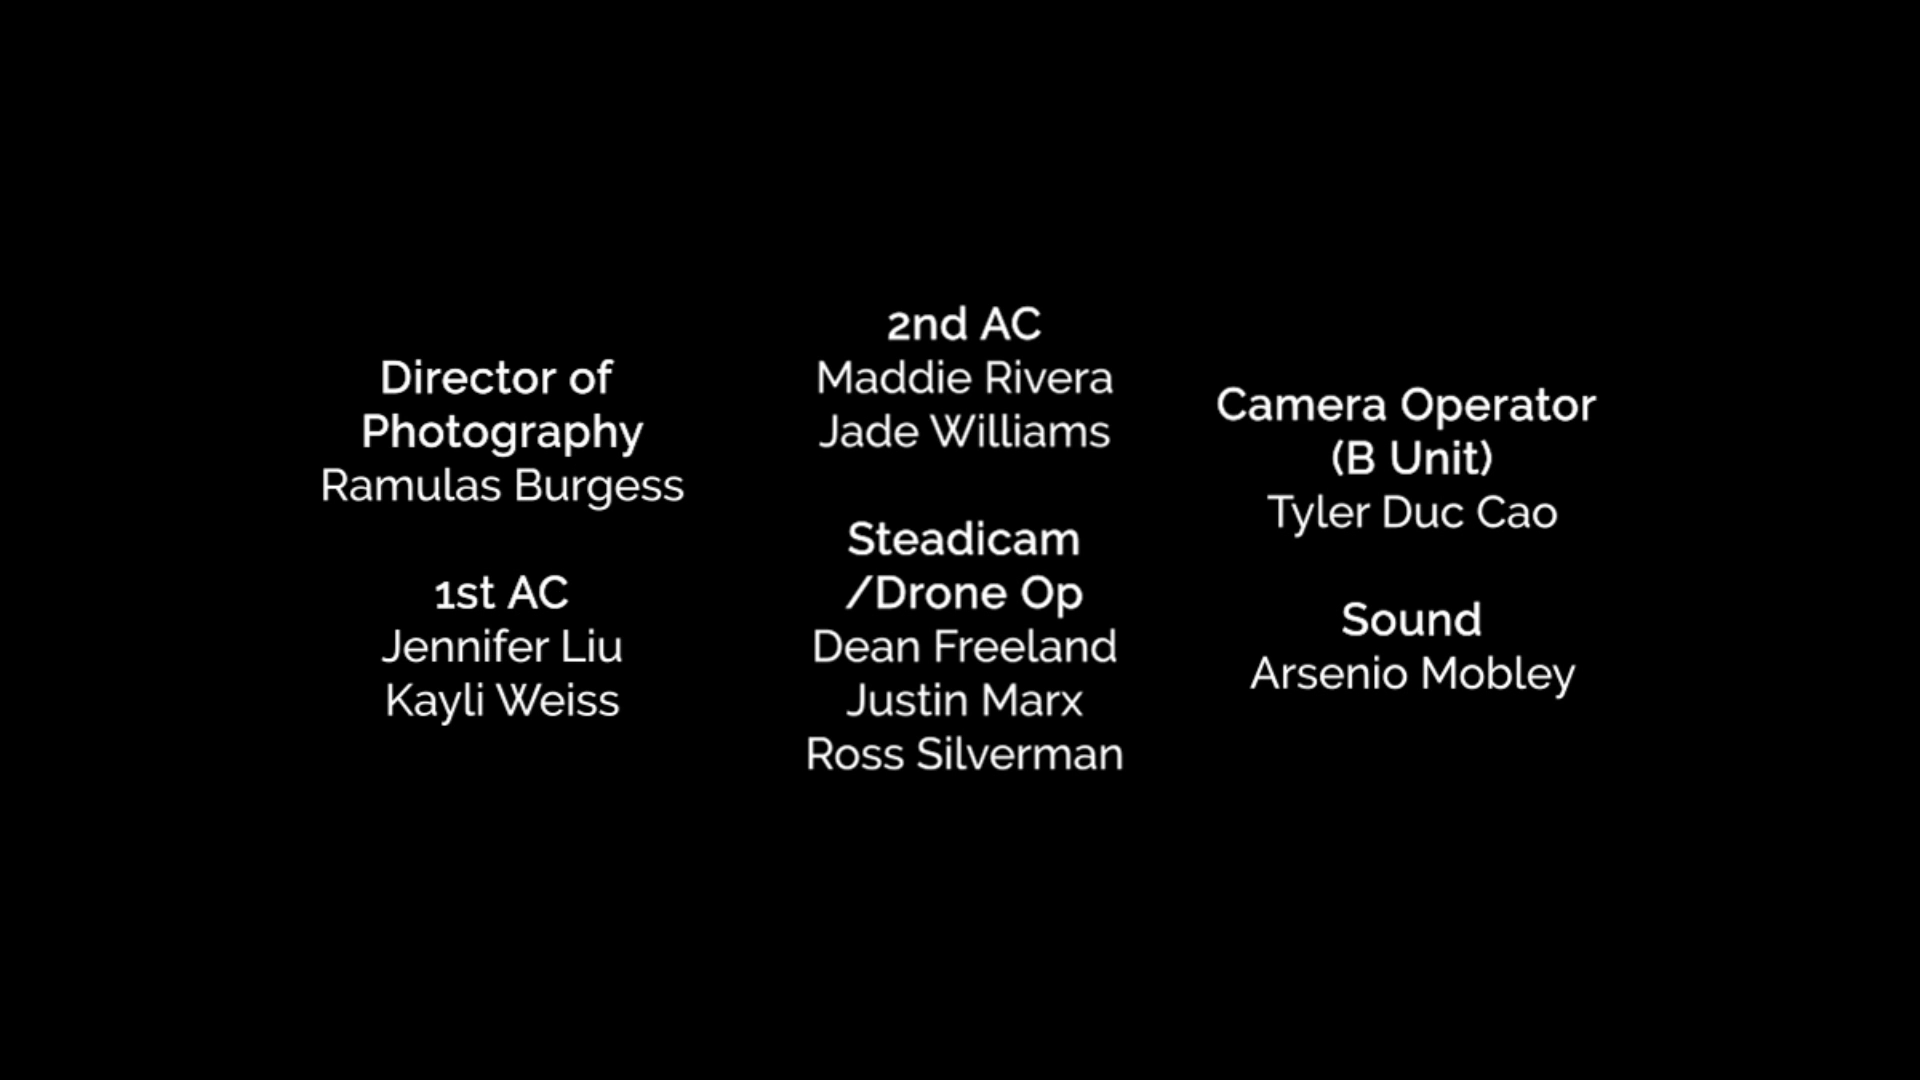 Director of
Photography
Ramulas Burgess
1st AC
Jennifer Liu
Kayli Weiss
2nd AC
Maddie Rivera
Jade Williams
Steadicam
/Drone Op
Dean Freeland
Justin Marx
Ross Silverman
Camera Operator
(B Unit)
Tyler Duc Cao
Sound
Arsenio Mobley